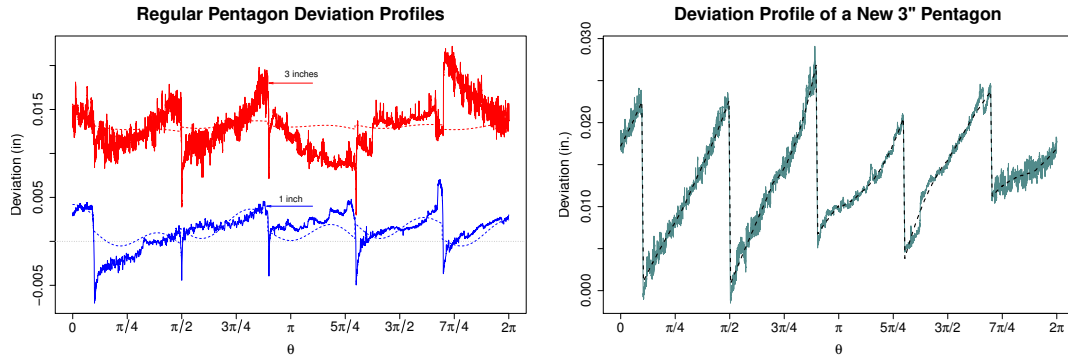 Regular Pentagon Deviation Profiles
Deviation (in.)
0.015
0.005
−0.005
3 inches
1 inch
0 π/4 π/2 3π/4 π 5π/4 3π/2 7π/4 2π
θ
Deviation Profile of a New 3" Pentagon
Deviation (in.)
0.030
0.020
0.010
0.000
0 π/4 π/2 3π/4 π 5π/4 3π/2 7π/4 2π
θ